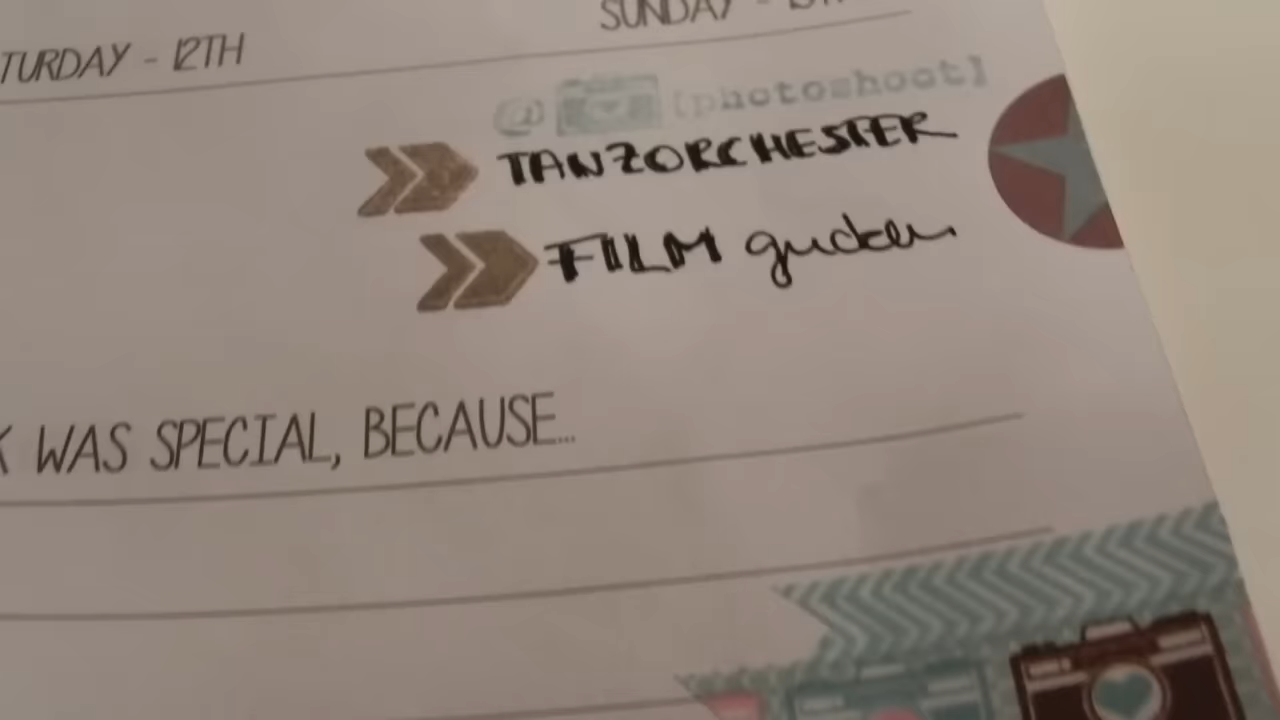 TURDAY - 12TH
SUNDAY -
@ [photoshoot]
TANZORCHESTER
FILM gucken
WAS SPECIAL, BECAUSE...